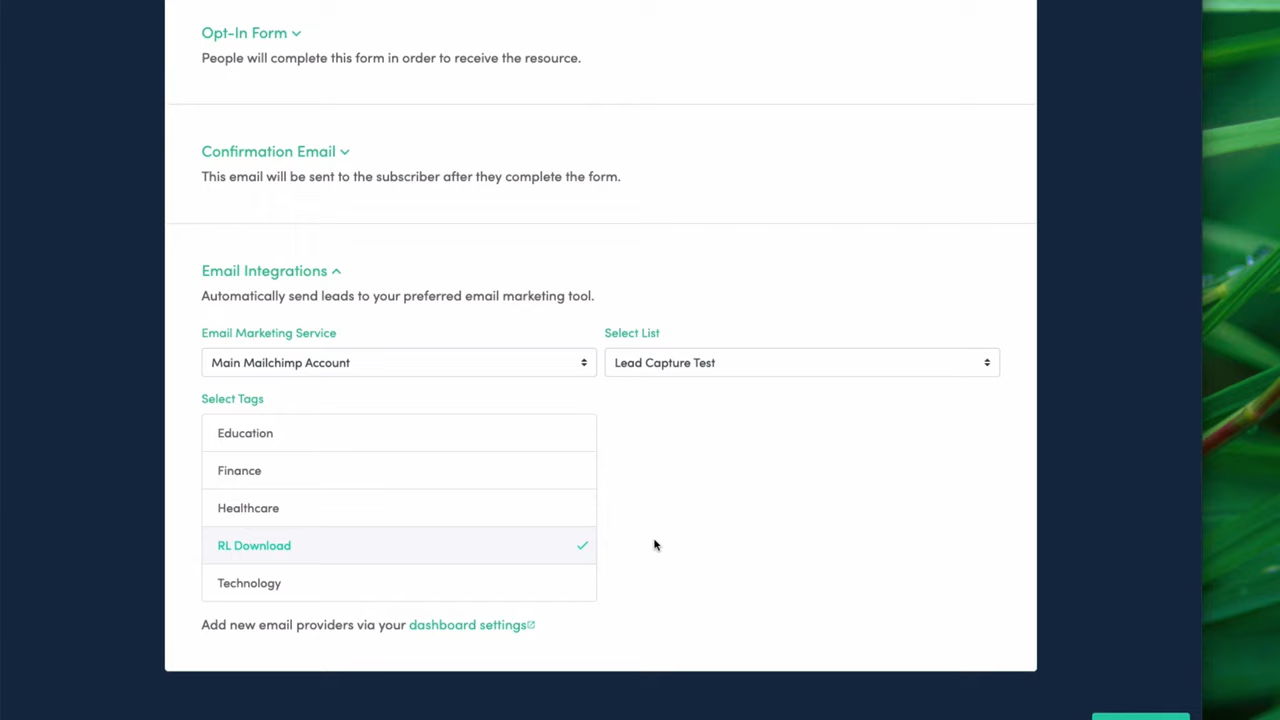 Opt-In Form
People will complete this form in order to receive the resource.
Confirmation Email
This email will be sent to the subscriber after they complete the form.
Email Integrations
Automatically send leads to your preferred email marketing tool.
Email Marketing Service
Select List
Main Mailchimp Account
Lead Capture Test
Select Tags
Education
Finance
Healthcare
RL Download
Technology
Add new email providers via your dashboard settings